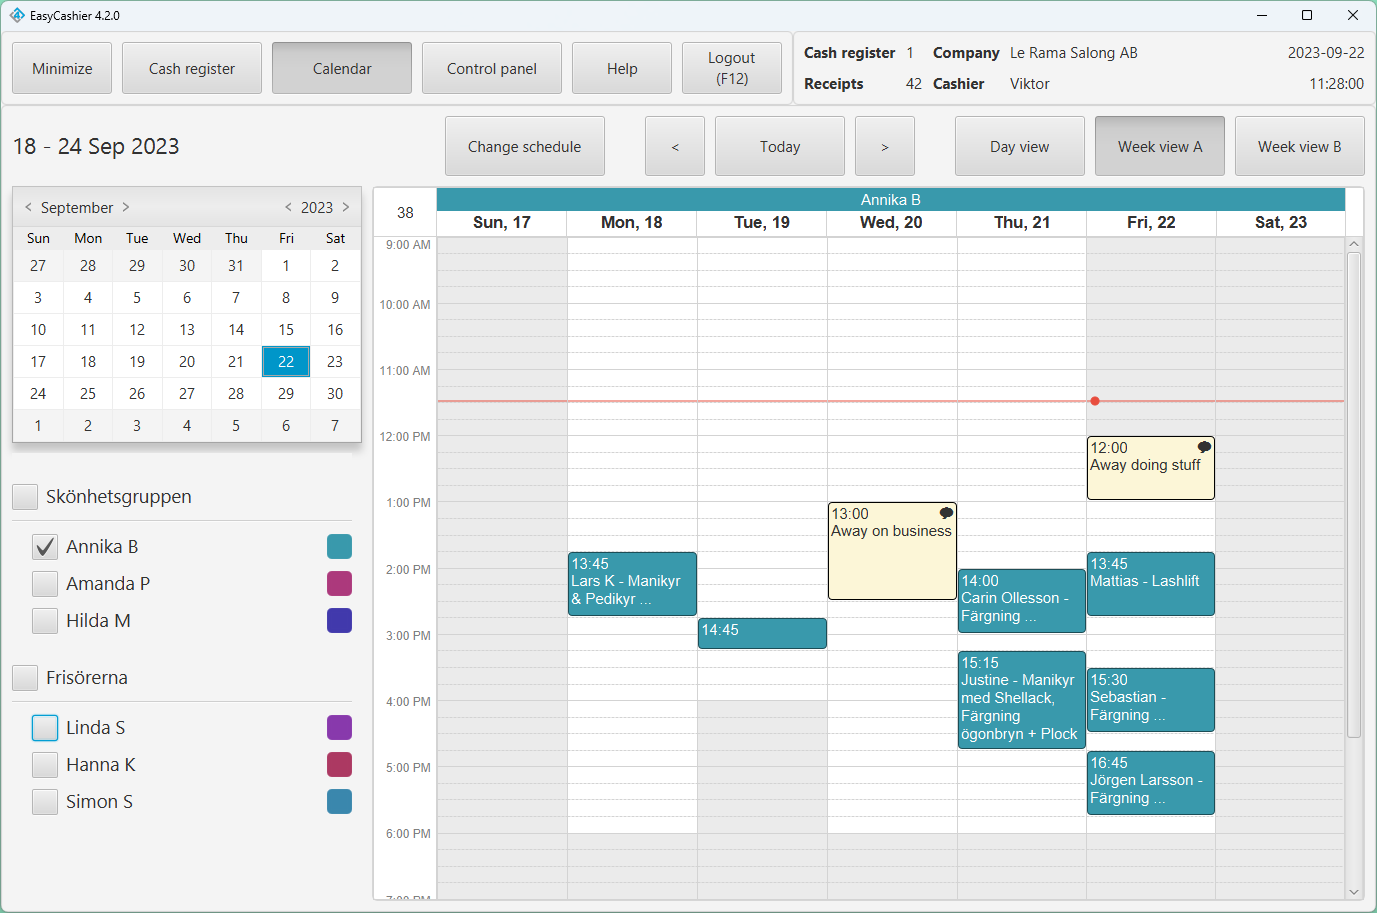 EasyCashier 4.2.0
Minimize
Cash register
Calendar
Control panel
Help
Logout
(F12)
Cash register 1 Company Le Rama Salong AB 2023-09-22
Receipts 42 Cashier Viktor 11:28:00
18 - 24 Sep 2023
Change schedule
<
Today
>
Day view
Week view A
Week view B
< September > < 2023 >
Sun Mon Tue Wed Thu Fri Sat
27 28 29 30 31 1 2
3 4 5 6 7 8 9
10 11 12 13 14 15 16
17 18 19 20 21 22 23
24 25 26 27 28 29 30
1 2 3 4 5 6 7
Skönhetsgruppen
Annika B
Amanda P
Hilda M
Frisörerna
Linda S
Hanna K
Simon S
38
Annika B
Sun, 17 Mon, 18 Tue, 19 Wed, 20 Thu, 21 Fri, 22 Sat, 23
9:00 AM
10:00 AM
11:00 AM
12:00 PM
1:00 PM
2:00 PM
3:00 PM
4:00 PM
5:00 PM
6:00 PM
7:00 PM
13:45
Lars K - Manikyr
& Pedikyr ...
14:45
13:00
Away on business
14:00
Carin Ollesson -
Färgning ...
15:15
Justine - Manikyr
med Shellack,
Färgning
ögonbryn + Plock
12:00
Away doing stuff
13:45
Mattias - Lashlift
15:30
Sebastian -
Färgning ...
16:45
Jörgen Larsson -
Färgning ...